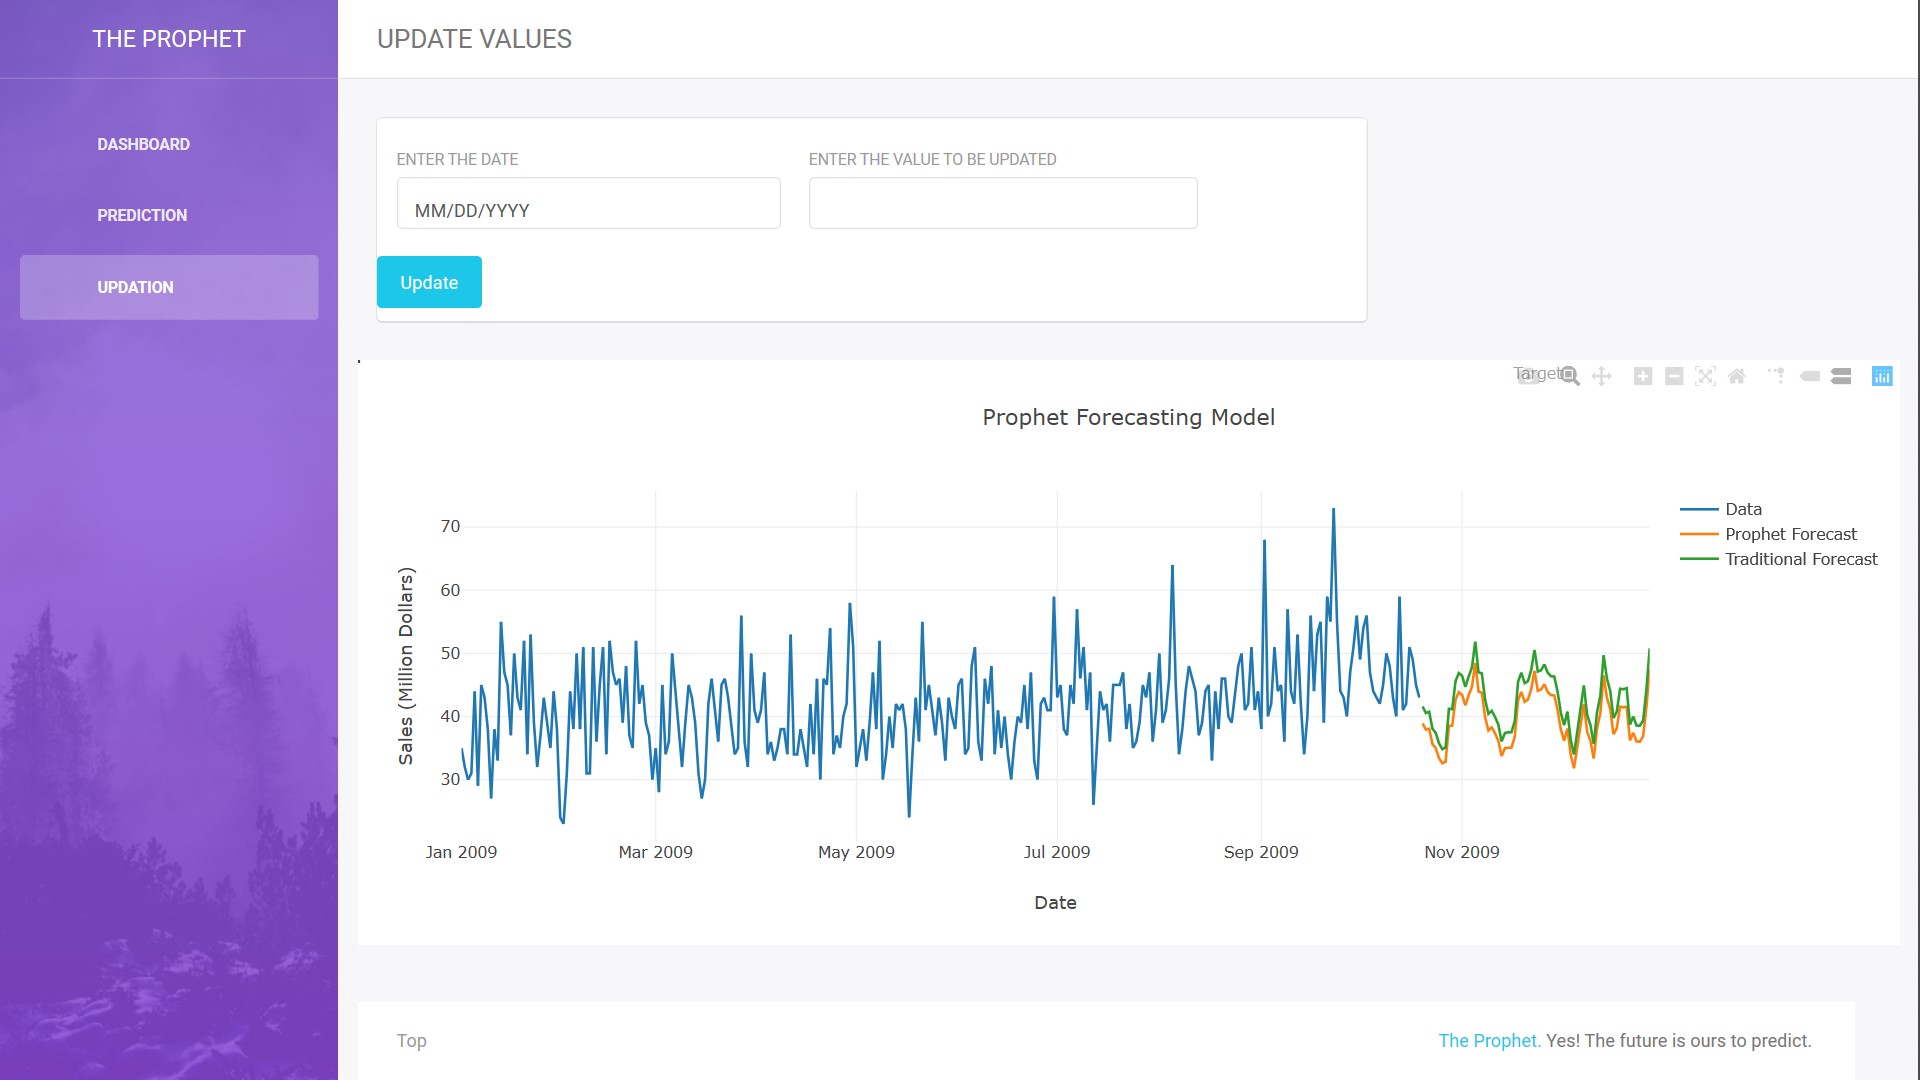 THE PROPHET
DASHBOARD
PREDICTION
UPDATION
UPDATE VALUES
ENTER THE DATE
ENTER THE VALUE TO BE UPDATED
MM/DD/YYYY
Update
Target
Prophet Forecasting Model
Sales (Million Dollars)
70
60
50
40
30
Jan 2009
Mar 2009
May 2009
Jul 2009
Sep 2009
Nov 2009
Date
Data
Prophet Forecast
Traditional Forecast
Top
The Prophet. Yes! The future is ours to predict.